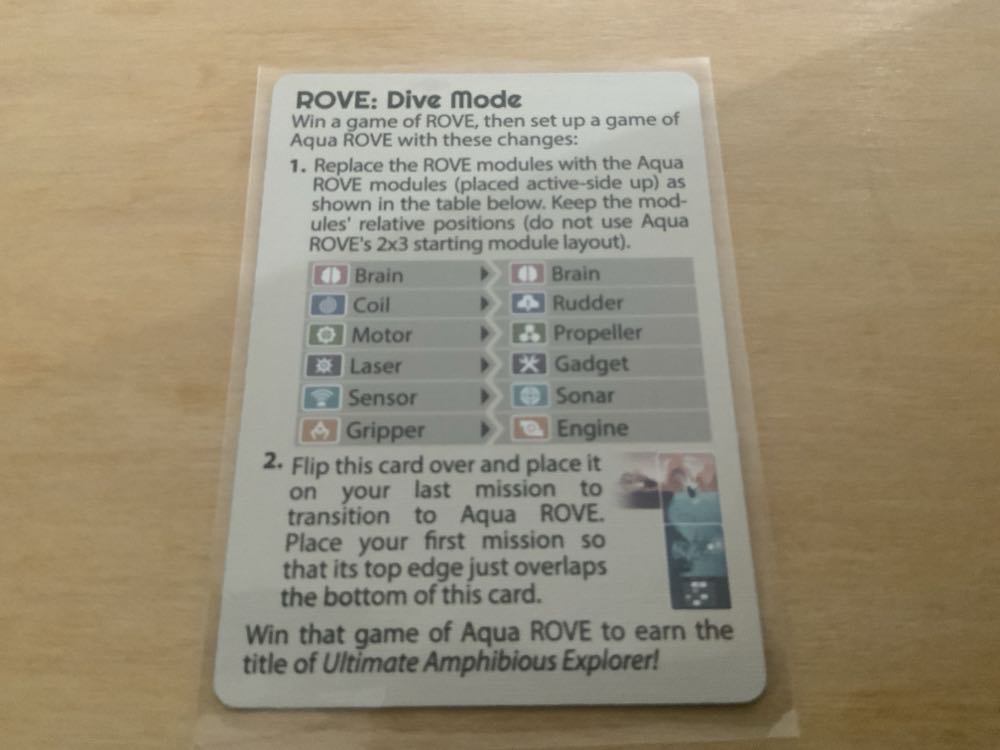 ROVE: Dive Mode
Win a game of ROVE, then set up a game of
Aqua ROVE with these changes:
1. Replace the ROVE modules with the Aqua
ROVE modules (placed active-side up) as
shown in the table below. Keep the mod-
ules' relative positions (do not use Aqua
ROVE's 2x3 starting module layout).
Brain Brain
Coil Rudder
Motor Propeller
Laser Gadget
Sensor Sonar
Gripper Engine
2. Flip this card over and place it
on your last mission to
transition to Aqua ROVE.
Place your first mission so
that its top edge just overlaps
the bottom of this card.
Win that game of Aqua ROVE to earn the
title of Ultimate Amphibious Explorer!